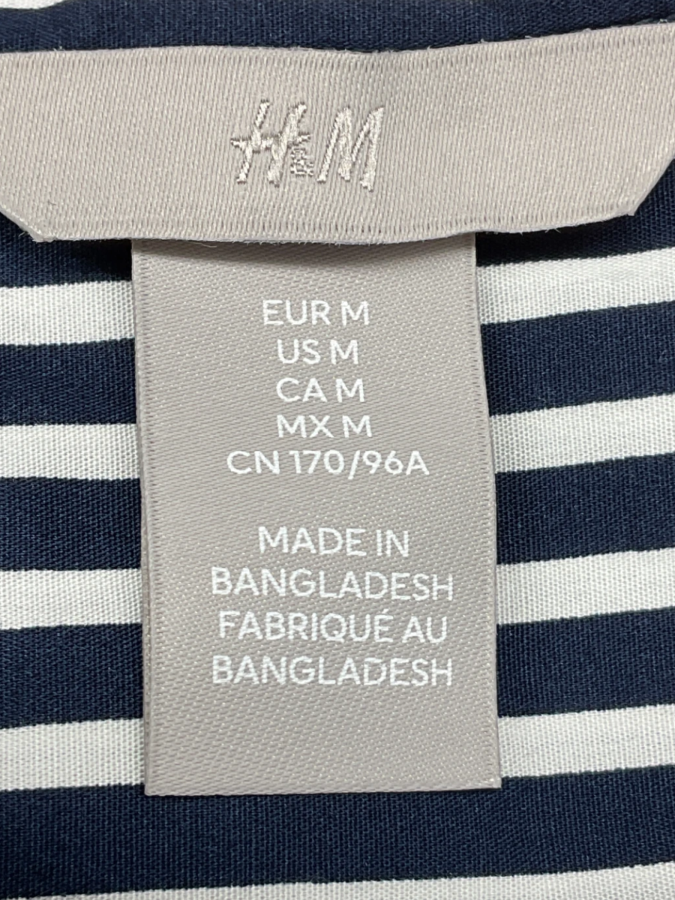 H&M
EUR M
US M
CA M
MX M
CN 170/96A
MADE IN
BANGLADESH
FABRIQUÉ AU
BANGLADESH